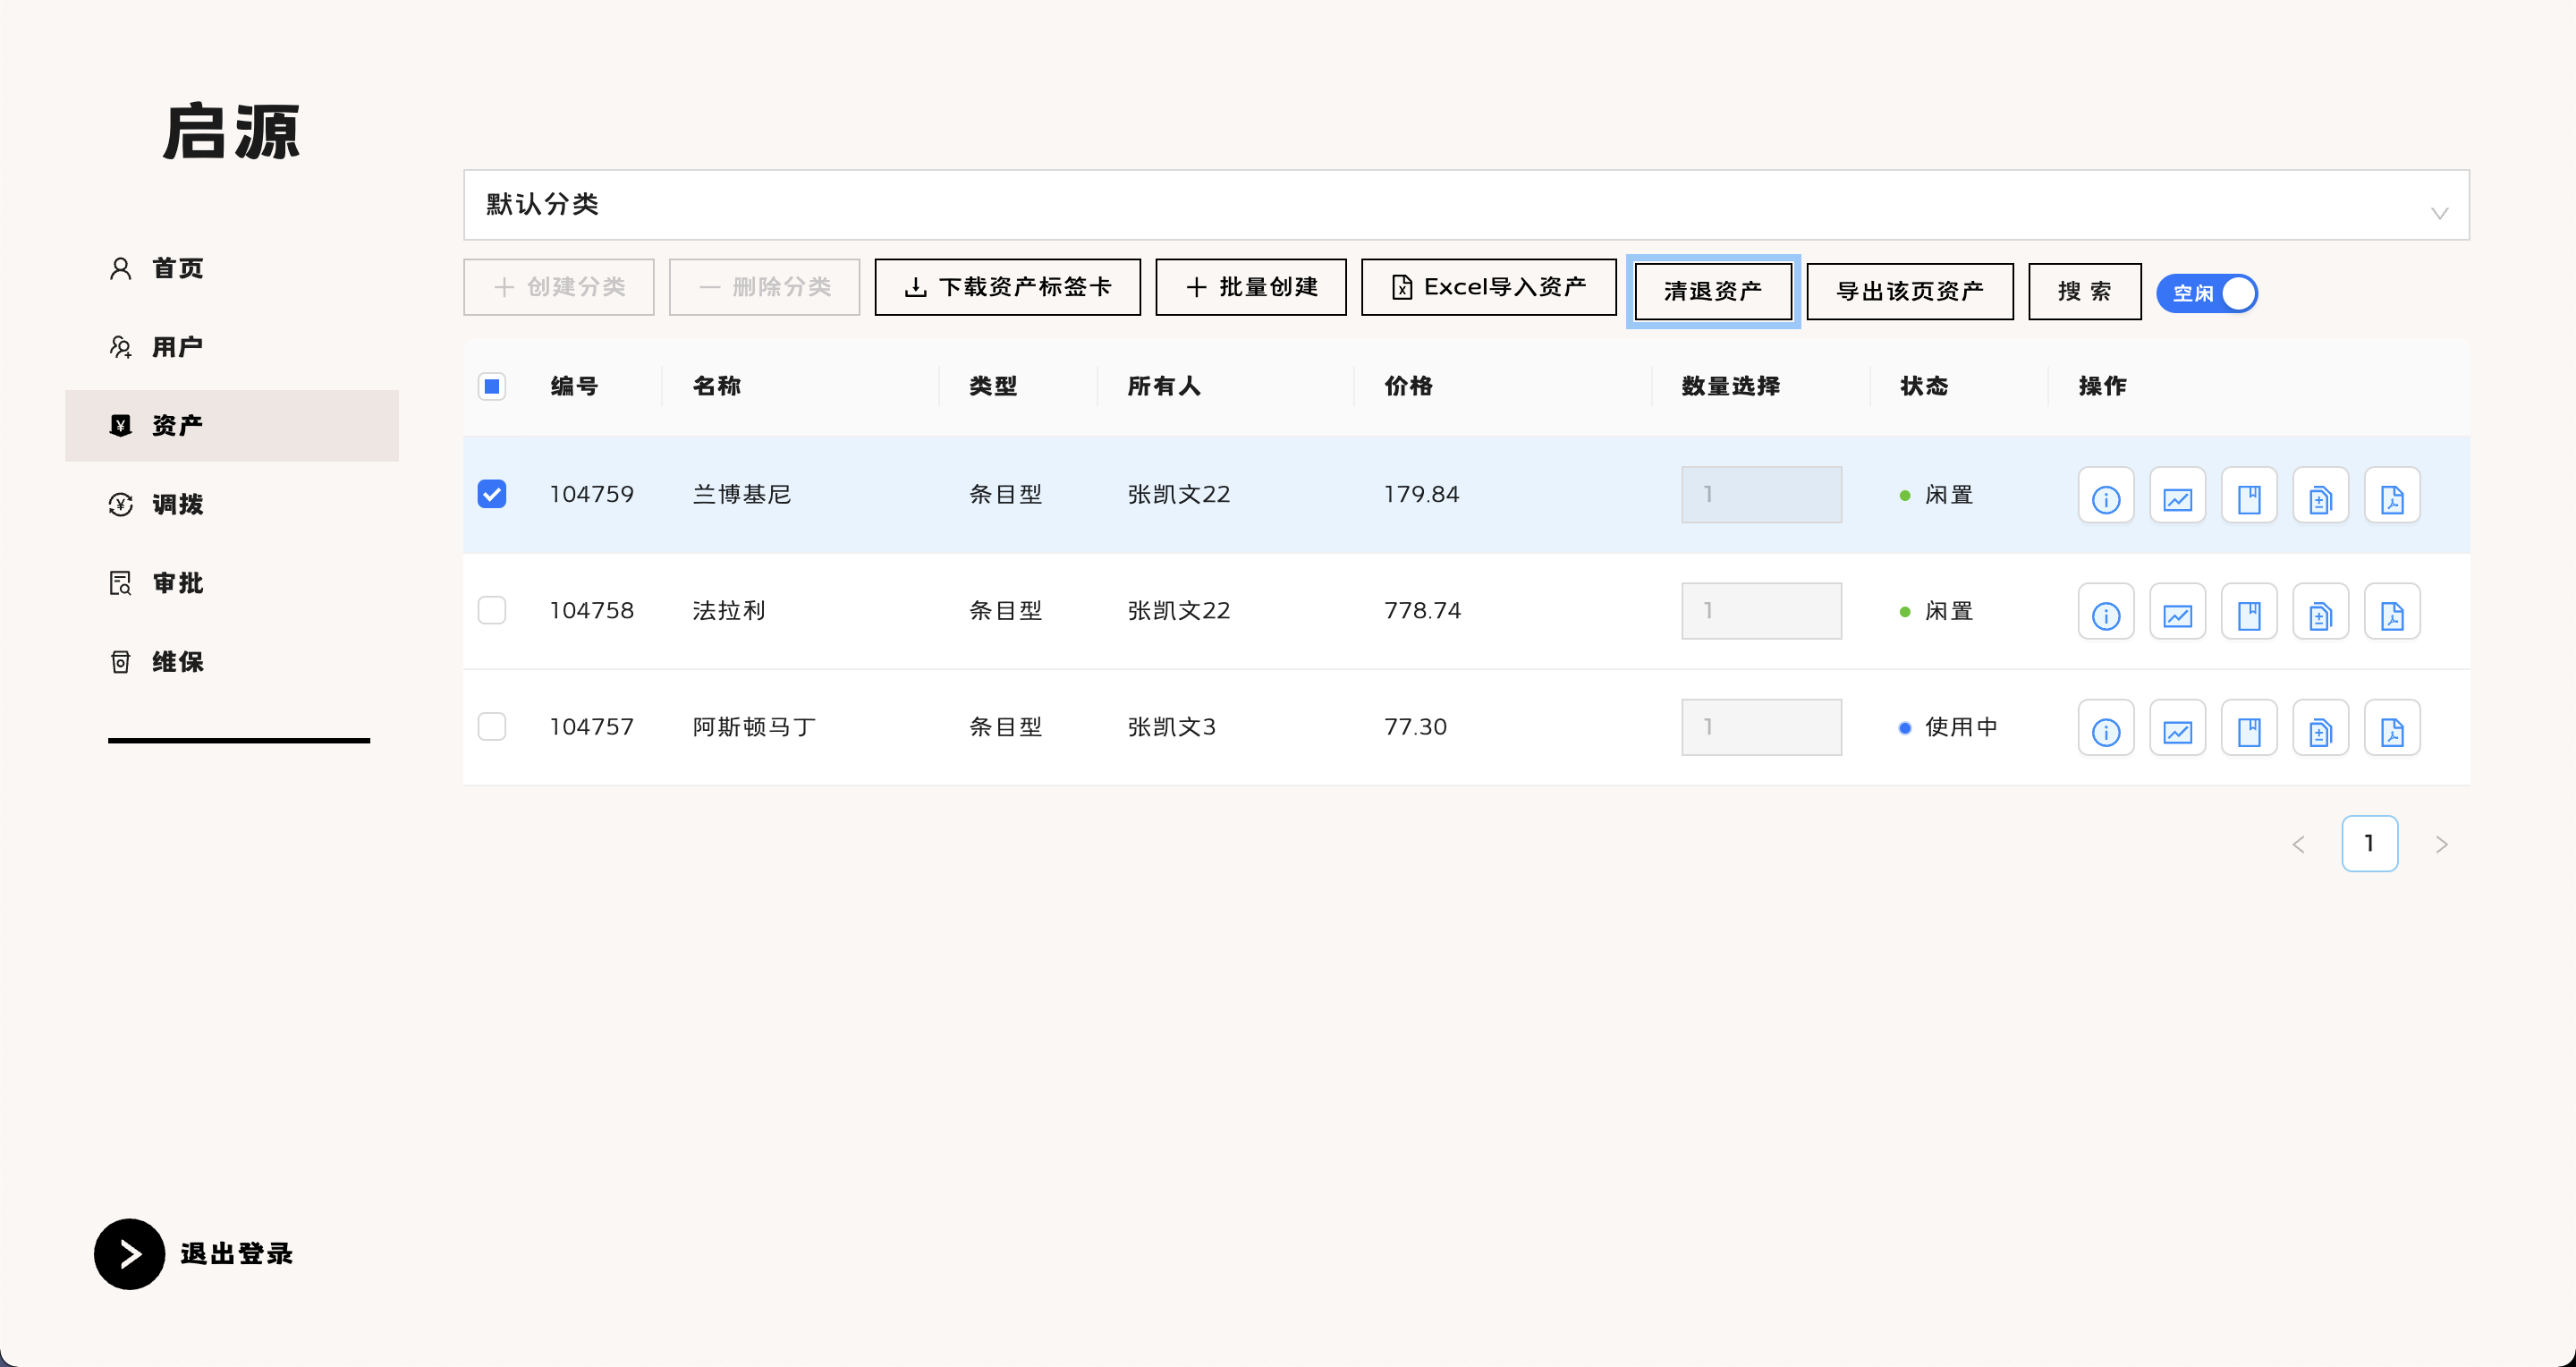 启源
首页
用户
资产
调拨
审批
维保
退出登录
默认分类
创建分类 删除分类 下载资产标签卡 批量创建 Excel导入资产 清退资产 导出该页资产 搜 索 空闲
编号 名称 类型 所有人 价格 数量选择 状态 操作
104759 兰博基尼 条目型 张凯文22 179.84 1 闲置
104758 法拉利 条目型 张凯文22 778.74 1 闲置
104757 阿斯顿马丁 条目型 张凯文3 77.30 1 使用中
1